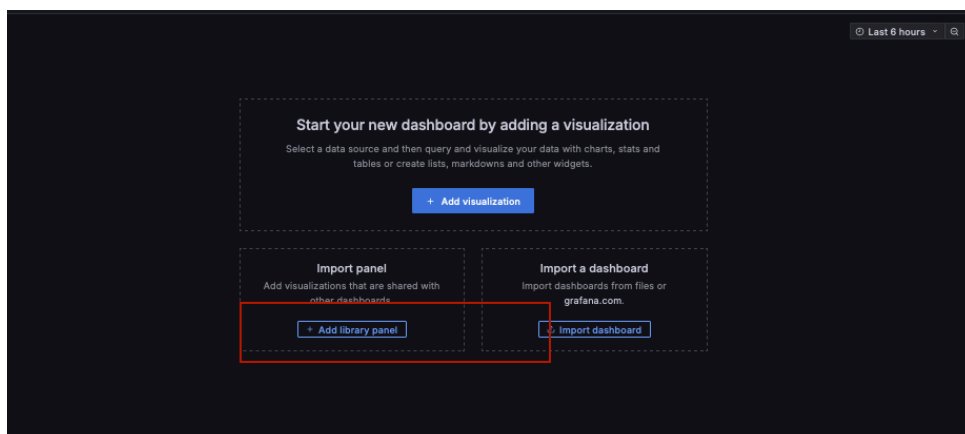 Last 6 hours
Start your new dashboard by adding a visualization
Select a data source and then query and visualize your data with charts, stats and
tables or create lists, markdowns and other widgets.
+ Add visualization
Import panel
Add visualizations that are shared with
other dashboards.
+ Add library panel
Import a dashboard
Import dashboards from files or
grafana.com.
Import dashboard